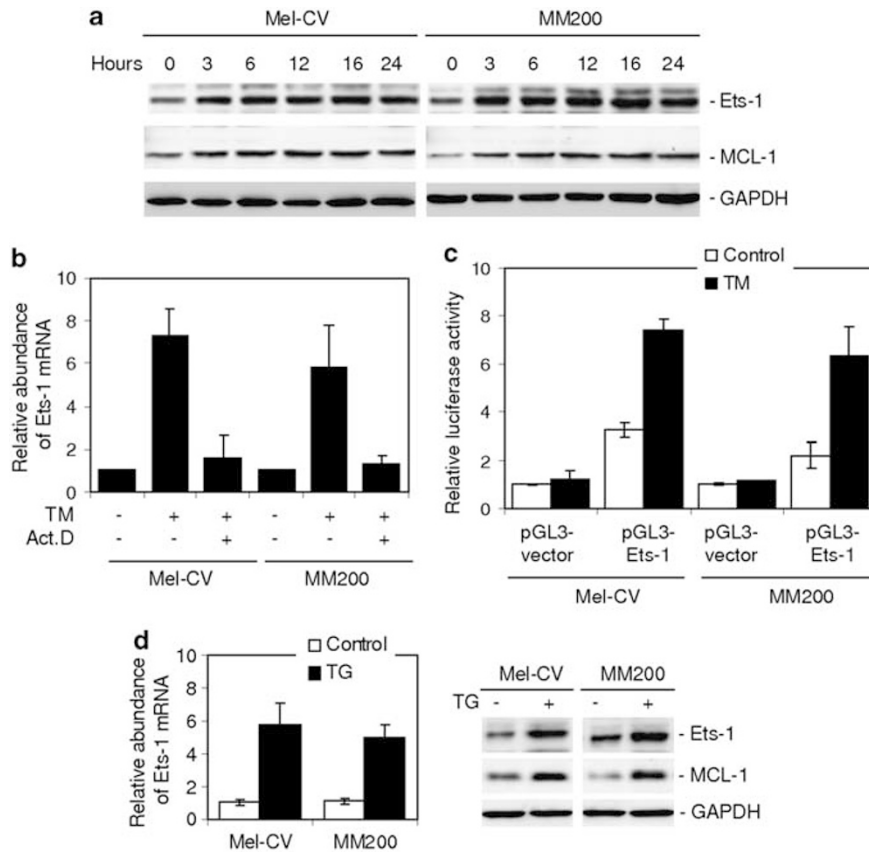 a
Mel-CV MM200
Hours 0 3 6 12 16 24 0 3 6 12 16 24
- Ets-1
- MCL-1
- GAPDH
b
Relative abundance
of Ets-1 mRNA
10
8
6
4
2
0
TM - + + - + +
Act.D - - + - - +
Mel-CV MM200
c
Control
TM
Relative luciferase activity
10
8
6
4
2
0
pGL3- pGL3- pGL3- pGL3-
vector Ets-1 vector Ets-1
Mel-CV MM200
d
Control
TG
Relative abundance
of Ets-1 mRNA
10
8
6
4
2
0
Mel-CV MM200
Mel-CV MM200
TG - + - +
- Ets-1
- MCL-1
- GAPDH